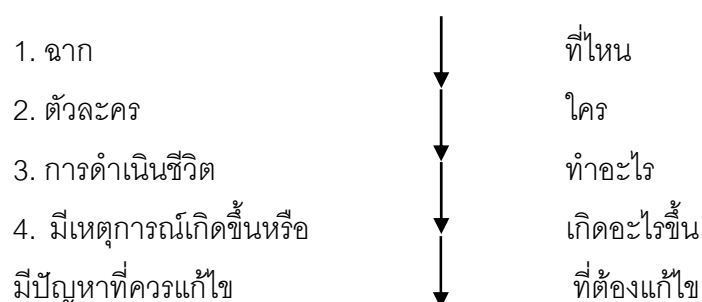 1. ฉาก ที่ไหน
2. ตัวละคร ใคร
3. การดำเนินชีวิต ทำอะไร
4. มีเหตุการณ์เกิดขึ้นหรือ เกิดอะไรขึ้น
มีปัญหาที่ควรแก้ไข ที่ต้องแก้ไข